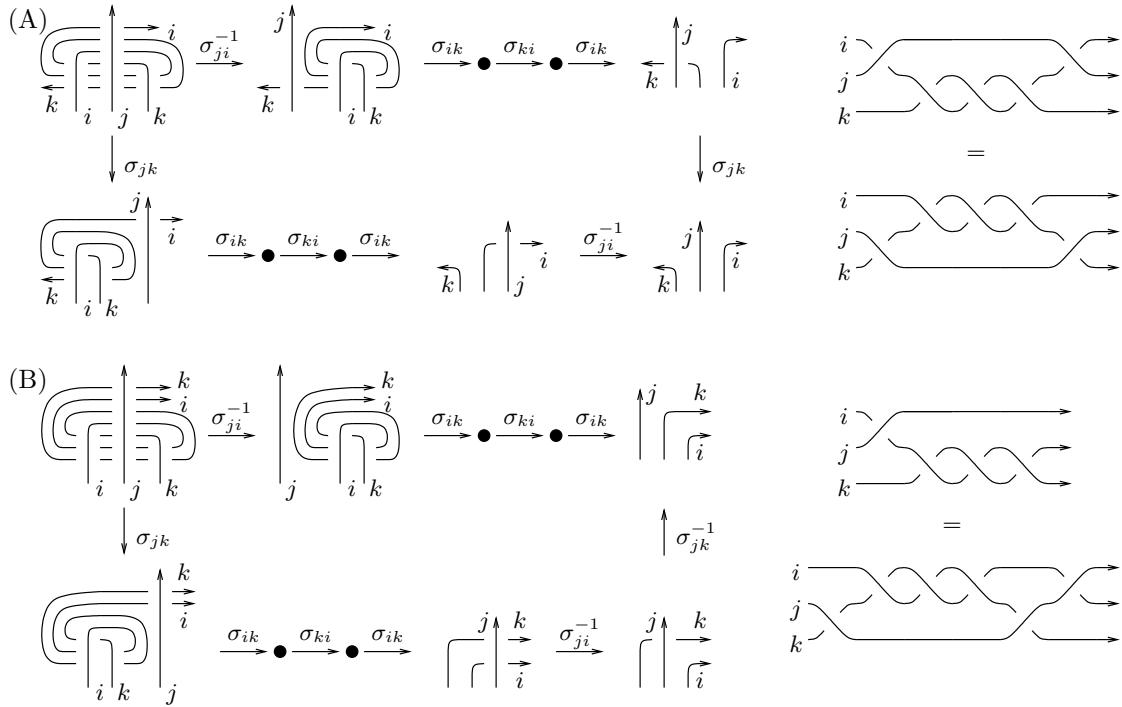 (A)
i σ_{ji}^{-1} j i σ_{ik} σ_{ki} σ_{ik} j i
k k k i j
i j k i k k
σ_{jk} = σ_{jk}
j i j
i σ_{ik} σ_{ki} σ_{ik} σ_{ji}^{-1} j
k i k i k i k
i k j k
(B)
k k
i σ_{ji}^{-1} i σ_{ik} σ_{ki} σ_{ik} j k i
j
i j k j i k i k
σ_{jk} σ_{jk}^{-1} =
k i
i σ_{ik} σ_{ki} σ_{ik} j k σ_{ji}^{-1} j k j
i k j i i k